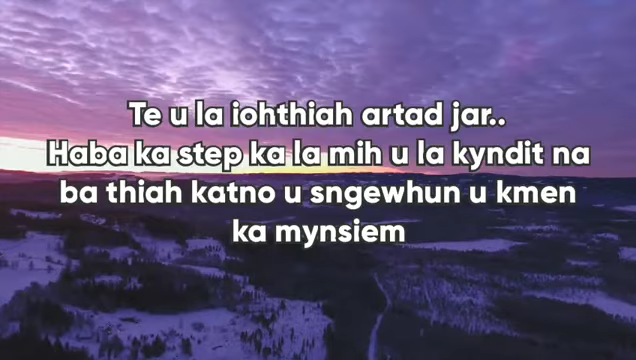 Te u la iohthiah artad jar..
Haba ka step ka la mih u la kyndit na
ba thiah katno u sngewhun u kmen
ka mynsiem